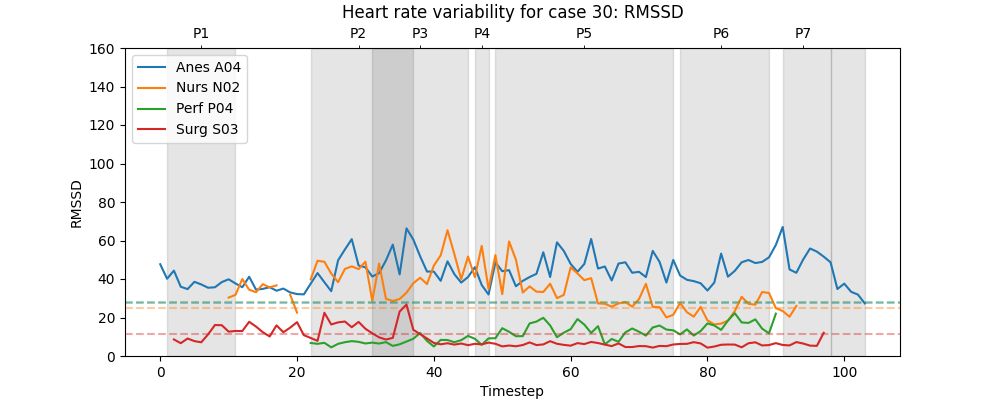 Heart rate variability for case 30: RMSSD
P1 P2 P3 P4 P5 P6 P7
160
140
120
100
80
60
40
20
0
RMSSD
Anes A04
Nurs N02
Perf P04
Surg S03
0 20 40 60 80 100
Timestep